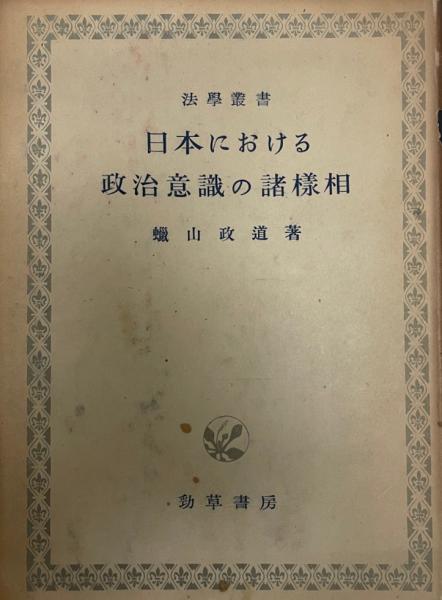 法學叢書
日本における
政治意識の諸樣相
蠟山政道著
勁草書房